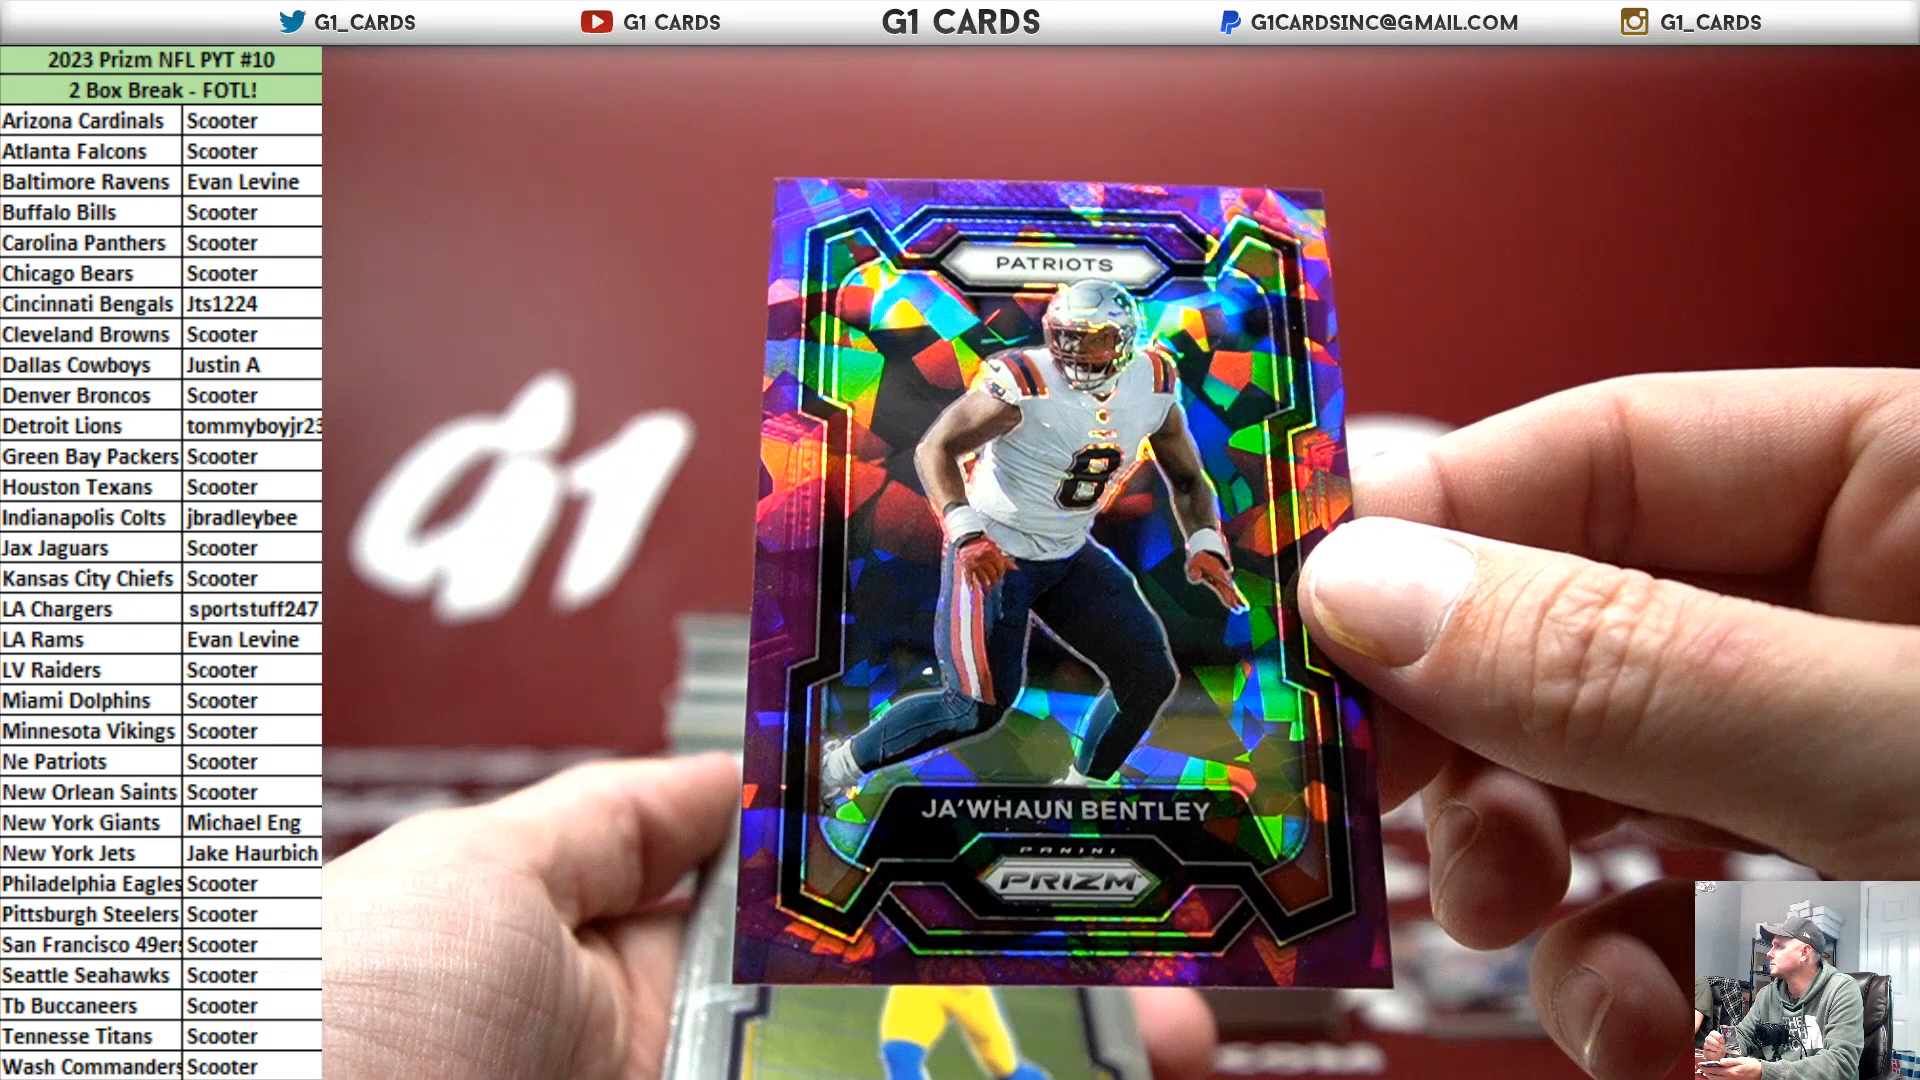 G1_CARDS
G1 CARDS
G1 CARDS
G1CARDSINC@GMAIL.COM
G1_CARDS
2023 Prizm NFL PYT #10
2 Box Break - FOTL!
Arizona Cardinals Scooter
Atlanta Falcons Scooter
Baltimore Ravens Evan Levine
Buffalo Bills Scooter
Carolina Panthers Scooter
Chicago Bears Scooter
Cincinnati Bengals Jts1224
Cleveland Browns Scooter
Dallas Cowboys Justin A
Denver Broncos Scooter
Detroit Lions tommyboyjr23
Green Bay Packers Scooter
Houston Texans Scooter
Indianapolis Colts jbradleybee
Jax Jaguars Scooter
Kansas City Chiefs Scooter
LA Chargers sportstuff247
LA Rams Evan Levine
LV Raiders Scooter
Miami Dolphins Scooter
Minnesota Vikings Scooter
Ne Patriots Scooter
New Orlean Saints Scooter
New York Giants Michael Eng
New York Jets Jake Haurbich
Philadelphia Eagles Scooter
Pittsburgh Steelers Scooter
San Francisco 49ers Scooter
Seattle Seahawks Scooter
Tb Buccaneers Scooter
Tennesse Titans Scooter
Wash Commanders Scooter
G1
PATRIOTS
8
JA'WHAUN BENTLEY
PANINI
PRIZM